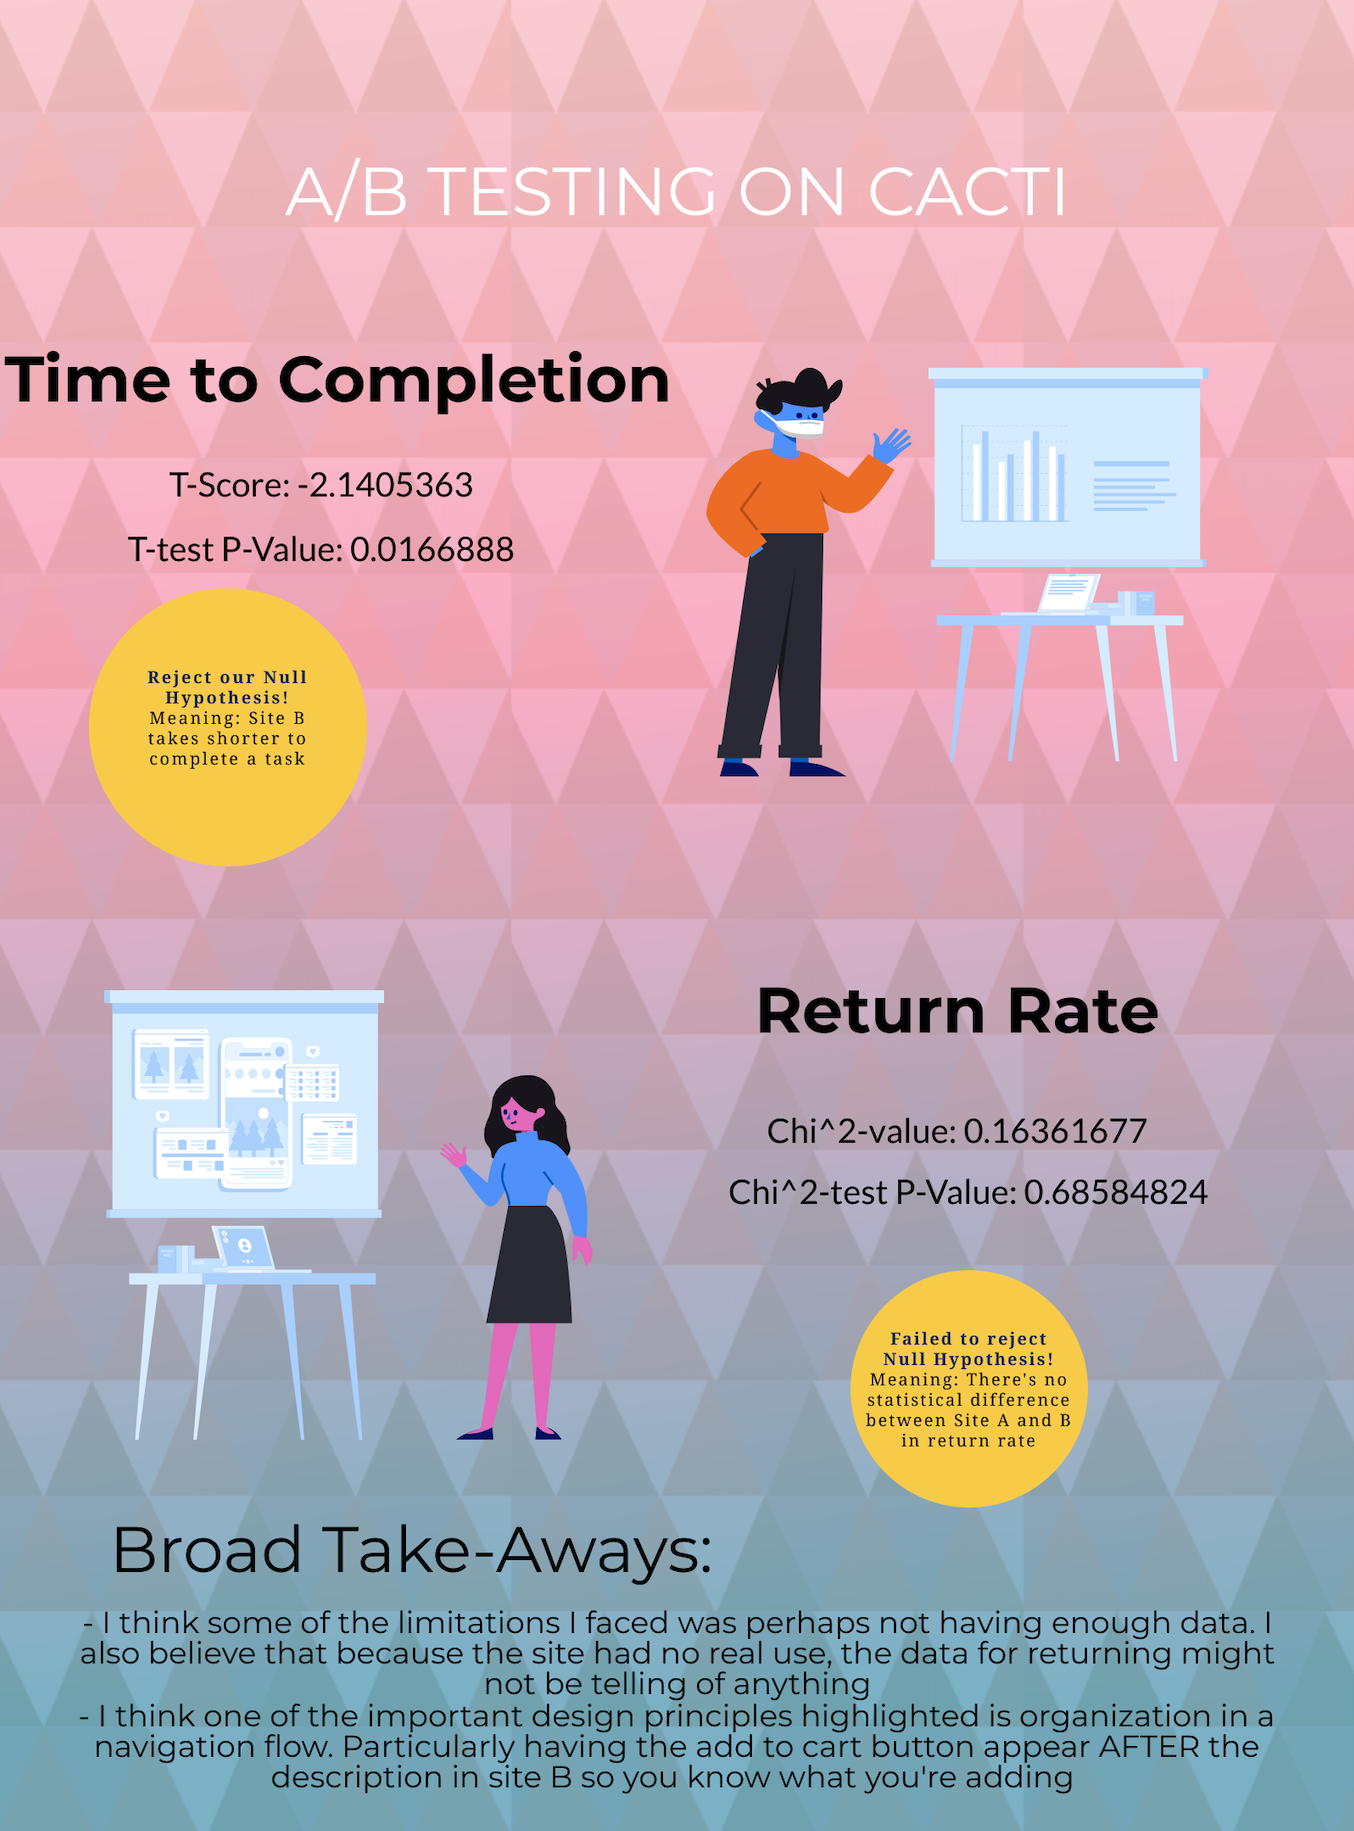 A/B TESTING ON CACTI
Time to Completion
T-Score: -2.1405363
T-test P-Value: 0.0166888
Reject our Null
Hypothesis!
Meaning: Site B
takes shorter to
complete a task
Return Rate
Chi^2-value: 0.16361677
Chi^2-test P-Value: 0.68584824
Failed to reject
Null Hypothesis!
Meaning: There's no
statistical difference
between Site A and B
in return rate
Broad Take-Aways:
- I think some of the limitations I faced was perhaps not having enough data. I
also believe that because the site had no real use, the data for returning might
not be telling of anything
- I think one of the important design principles highlighted is organization in a
navigation flow. Particularly having the add to cart button appear AFTER the
description in site B so you know what you're adding